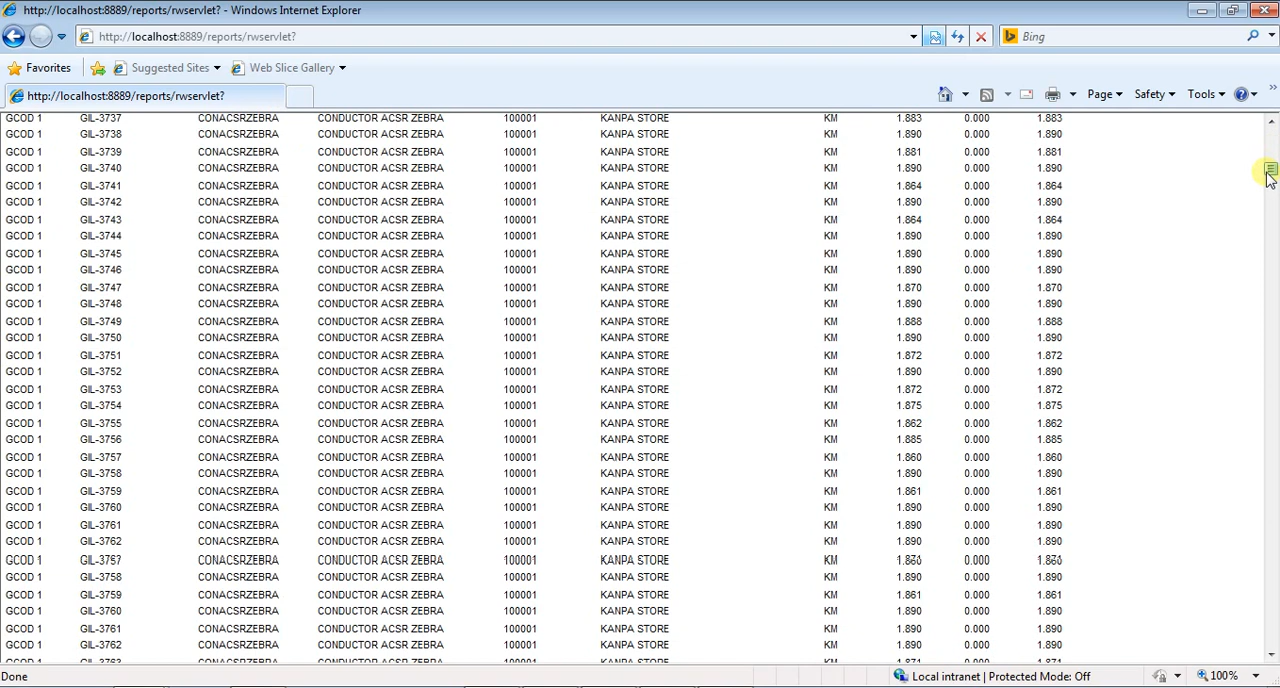 http://localhost:8889/reports/rwservlet? - Windows Internet Explorer
http://localhost:8889/reports/rwservlet? Bing
Favorites Suggested Sites Web Slice Gallery
http://localhost:8889/reports/rwservlet? Page Safety Tools
GCOD 1 GIL-3737 CONACSRZEBRA CONDUCTOR ACSR ZEBRA 100001 KANPA STORE KM 1.883 0.000 1.883
GCOD 1 GIL-3738 CONACSRZEBRA CONDUCTOR ACSR ZEBRA 100001 KANPA STORE KM 1.890 0.000 1.890
GCOD 1 GIL-3739 CONACSRZEBRA CONDUCTOR ACSR ZEBRA 100001 KANPA STORE KM 1.881 0.000 1.881
GCOD 1 GIL-3740 CONACSRZEBRA CONDUCTOR ACSR ZEBRA 100001 KANPA STORE KM 1.890 0.000 1.890
GCOD 1 GIL-3741 CONACSRZEBRA CONDUCTOR ACSR ZEBRA 100001 KANPA STORE KM 1.864 0.000 1.864
GCOD 1 GIL-3742 CONACSRZEBRA CONDUCTOR ACSR ZEBRA 100001 KANPA STORE KM 1.890 0.000 1.890
GCOD 1 GIL-3743 CONACSRZEBRA CONDUCTOR ACSR ZEBRA 100001 KANPA STORE KM 1.864 0.000 1.864
GCOD 1 GIL-3744 CONACSRZEBRA CONDUCTOR ACSR ZEBRA 100001 KANPA STORE KM 1.890 0.000 1.890
GCOD 1 GIL-3745 CONACSRZEBRA CONDUCTOR ACSR ZEBRA 100001 KANPA STORE KM 1.890 0.000 1.890
GCOD 1 GIL-3746 CONACSRZEBRA CONDUCTOR ACSR ZEBRA 100001 KANPA STORE KM 1.890 0.000 1.890
GCOD 1 GIL-3747 CONACSRZEBRA CONDUCTOR ACSR ZEBRA 100001 KANPA STORE KM 1.870 0.000 1.870
GCOD 1 GIL-3748 CONACSRZEBRA CONDUCTOR ACSR ZEBRA 100001 KANPA STORE KM 1.890 0.000 1.890
GCOD 1 GIL-3749 CONACSRZEBRA CONDUCTOR ACSR ZEBRA 100001 KANPA STORE KM 1.888 0.000 1.888
GCOD 1 GIL-3750 CONACSRZEBRA CONDUCTOR ACSR ZEBRA 100001 KANPA STORE KM 1.890 0.000 1.890
GCOD 1 GIL-3751 CONACSRZEBRA CONDUCTOR ACSR ZEBRA 100001 KANPA STORE KM 1.872 0.000 1.872
GCOD 1 GIL-3752 CONACSRZEBRA CONDUCTOR ACSR ZEBRA 100001 KANPA STORE KM 1.890 0.000 1.890
GCOD 1 GIL-3753 CONACSRZEBRA CONDUCTOR ACSR ZEBRA 100001 KANPA STORE KM 1.872 0.000 1.872
GCOD 1 GIL-3754 CONACSRZEBRA CONDUCTOR ACSR ZEBRA 100001 KANPA STORE KM 1.875 0.000 1.875
GCOD 1 GIL-3755 CONACSRZEBRA CONDUCTOR ACSR ZEBRA 100001 KANPA STORE KM 1.862 0.000 1.862
GCOD 1 GIL-3756 CONACSRZEBRA CONDUCTOR ACSR ZEBRA 100001 KANPA STORE KM 1.885 0.000 1.885
GCOD 1 GIL-3757 CONACSRZEBRA CONDUCTOR ACSR ZEBRA 100001 KANPA STORE KM 1.860 0.000 1.860
GCOD 1 GIL-3758 CONACSRZEBRA CONDUCTOR ACSR ZEBRA 100001 KANPA STORE KM 1.890 0.000 1.890
GCOD 1 GIL-3759 CONACSRZEBRA CONDUCTOR ACSR ZEBRA 100001 KANPA STORE KM 1.861 0.000 1.861
GCOD 1 GIL-3760 CONACSRZEBRA CONDUCTOR ACSR ZEBRA 100001 KANPA STORE KM 1.890 0.000 1.890
GCOD 1 GIL-3761 CONACSRZEBRA CONDUCTOR ACSR ZEBRA 100001 KANPA STORE KM 1.890 0.000 1.890
GCOD 1 GIL-3762 CONACSRZEBRA CONDUCTOR ACSR ZEBRA 100001 KANPA STORE KM 1.890 0.000 1.890
GCOD 1 CONACSRZEBRA CONDUCTOR ACSR ZEBRA 100001 KANPA STORE KM 0.000
GCOD 1 GIL-3758 CONACSRZEBRA CONDUCTOR ACSR ZEBRA 100001 KANPA STORE KM 1.890 0.000 1.890
GCOD 1 GIL-3759 CONACSRZEBRA CONDUCTOR ACSR ZEBRA 100001 KANPA STORE KM 1.861 0.000 1.861
GCOD 1 GIL-3760 CONACSRZEBRA CONDUCTOR ACSR ZEBRA 100001 KANPA STORE KM 1.890 0.000 1.890
GCOD 1 GIL-3761 CONACSRZEBRA CONDUCTOR ACSR ZEBRA 100001 KANPA STORE KM 1.890 0.000 1.890
GCOD 1 GIL-3762 CONACSRZEBRA CONDUCTOR ACSR ZEBRA 100001 KANPA STORE KM 1.890 0.000 1.890
Done Local intranet | Protected Mode: Off 100%